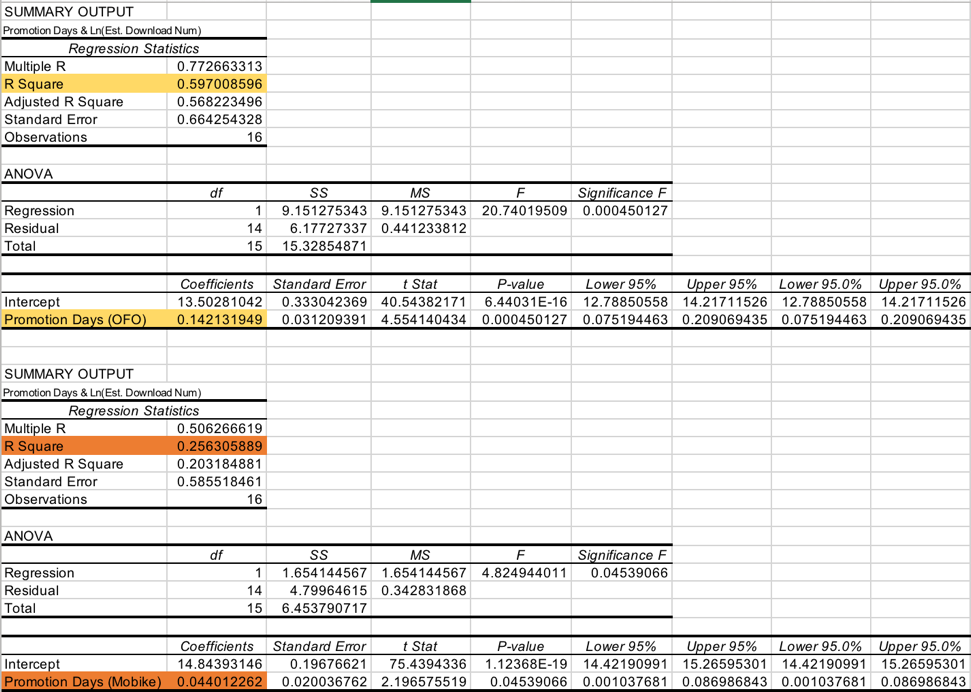 SUMMARY OUTPUT
Promotion Days & Ln(Est. Download Num)
Regression Statistics
Multiple R 0.772663313
R Square 0.597008596
Adjusted R Square 0.568223496
Standard Error 0.664254328
Observations 16
ANOVA
df SS MS F Significance F
Regression 1 9.151275343 9.151275343 20.74019509 0.000450127
Residual 14 6.17727337 0.441233812
Total 15 15.32854871
Coefficients Standard Error t Stat P-value Lower 95% Upper 95% Lower 95.0% Upper 95.0%
Intercept 13.50281042 0.333042369 40.54382171 6.44031E-16 12.78850558 14.21711526 12.78850558 14.21711526
Promotion Days (OFO) 0.142131949 0.031209391 4.554140434 0.000450127 0.075194463 0.209069435 0.075194463 0.209069435
SUMMARY OUTPUT
Promotion Days & Ln(Est. Download Num)
Regression Statistics
Multiple R 0.506266619
R Square 0.256305889
Adjusted R Square 0.203184881
Standard Error 0.585518461
Observations 16
ANOVA
df SS MS F Significance F
Regression 1 1.654144567 1.654144567 4.824944011 0.04539066
Residual 14 4.79964615 0.342831868
Total 15 6.453790717
Coefficients Standard Error t Stat P-value Lower 95% Upper 95% Lower 95.0% Upper 95.0%
Intercept 14.84393146 0.19676621 75.4394336 1.12368E-19 14.42190991 15.26595301 14.42190991 15.26595301
Promotion Days (Mobike) 0.044012262 0.020036762 2.196575519 0.04539066 0.001037681 0.086986843 0.001037681 0.086986843